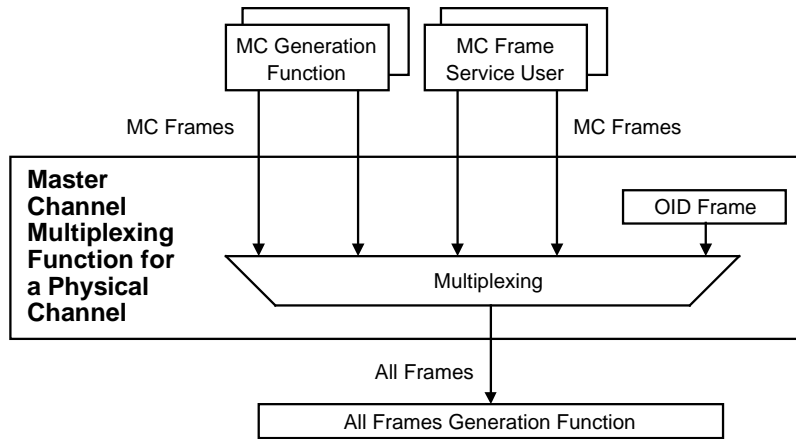 MC Generation
Function
MC Frame
Service User
MC Frames
MC Frames
Master
Channel
Multiplexing
Function for
a Physical
Channel
OID Frame
Multiplexing
All Frames
All Frames Generation Function